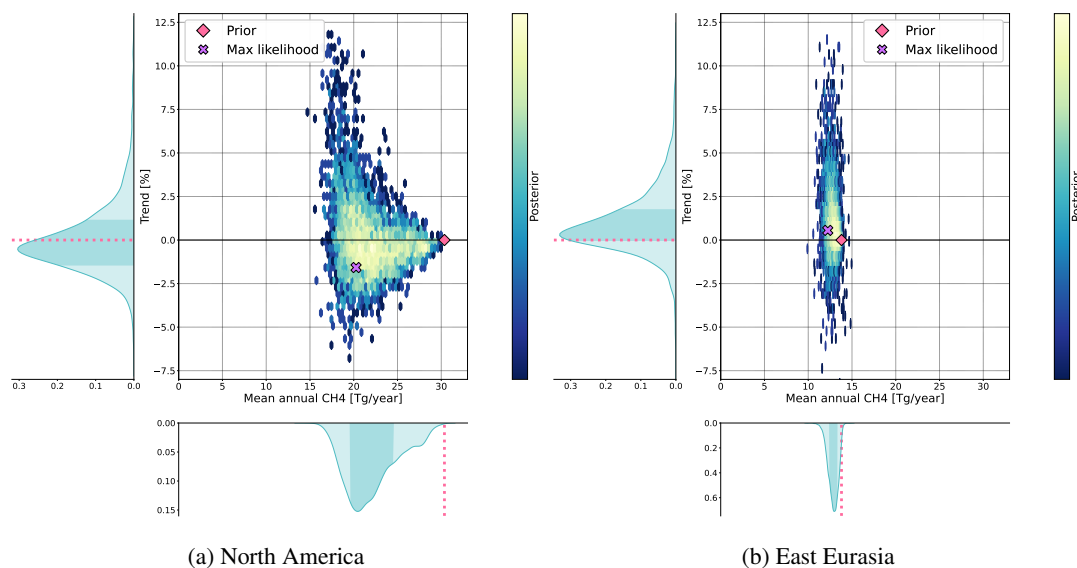 12.5
10.0
7.5
5.0
2.5
0.0
−2.5
−5.0
−7.5
Trend [%]
Prior
Max likelihood
Posterior
0.3 0.2 0.1 0.0
0 5 10 15 20 25 30
Mean annual CH4 [Tg/year]
0.00
0.05
0.10
0.15
(a) North America
12.5
10.0
7.5
5.0
2.5
0.0
−2.5
−5.0
−7.5
Trend [%]
Prior
Max likelihood
Posterior
0.3 0.2 0.1 0.0
0 5 10 15 20 25 30
Mean annual CH4 [Tg/year]
0.0
0.2
0.4
0.6
(b) East Eurasia